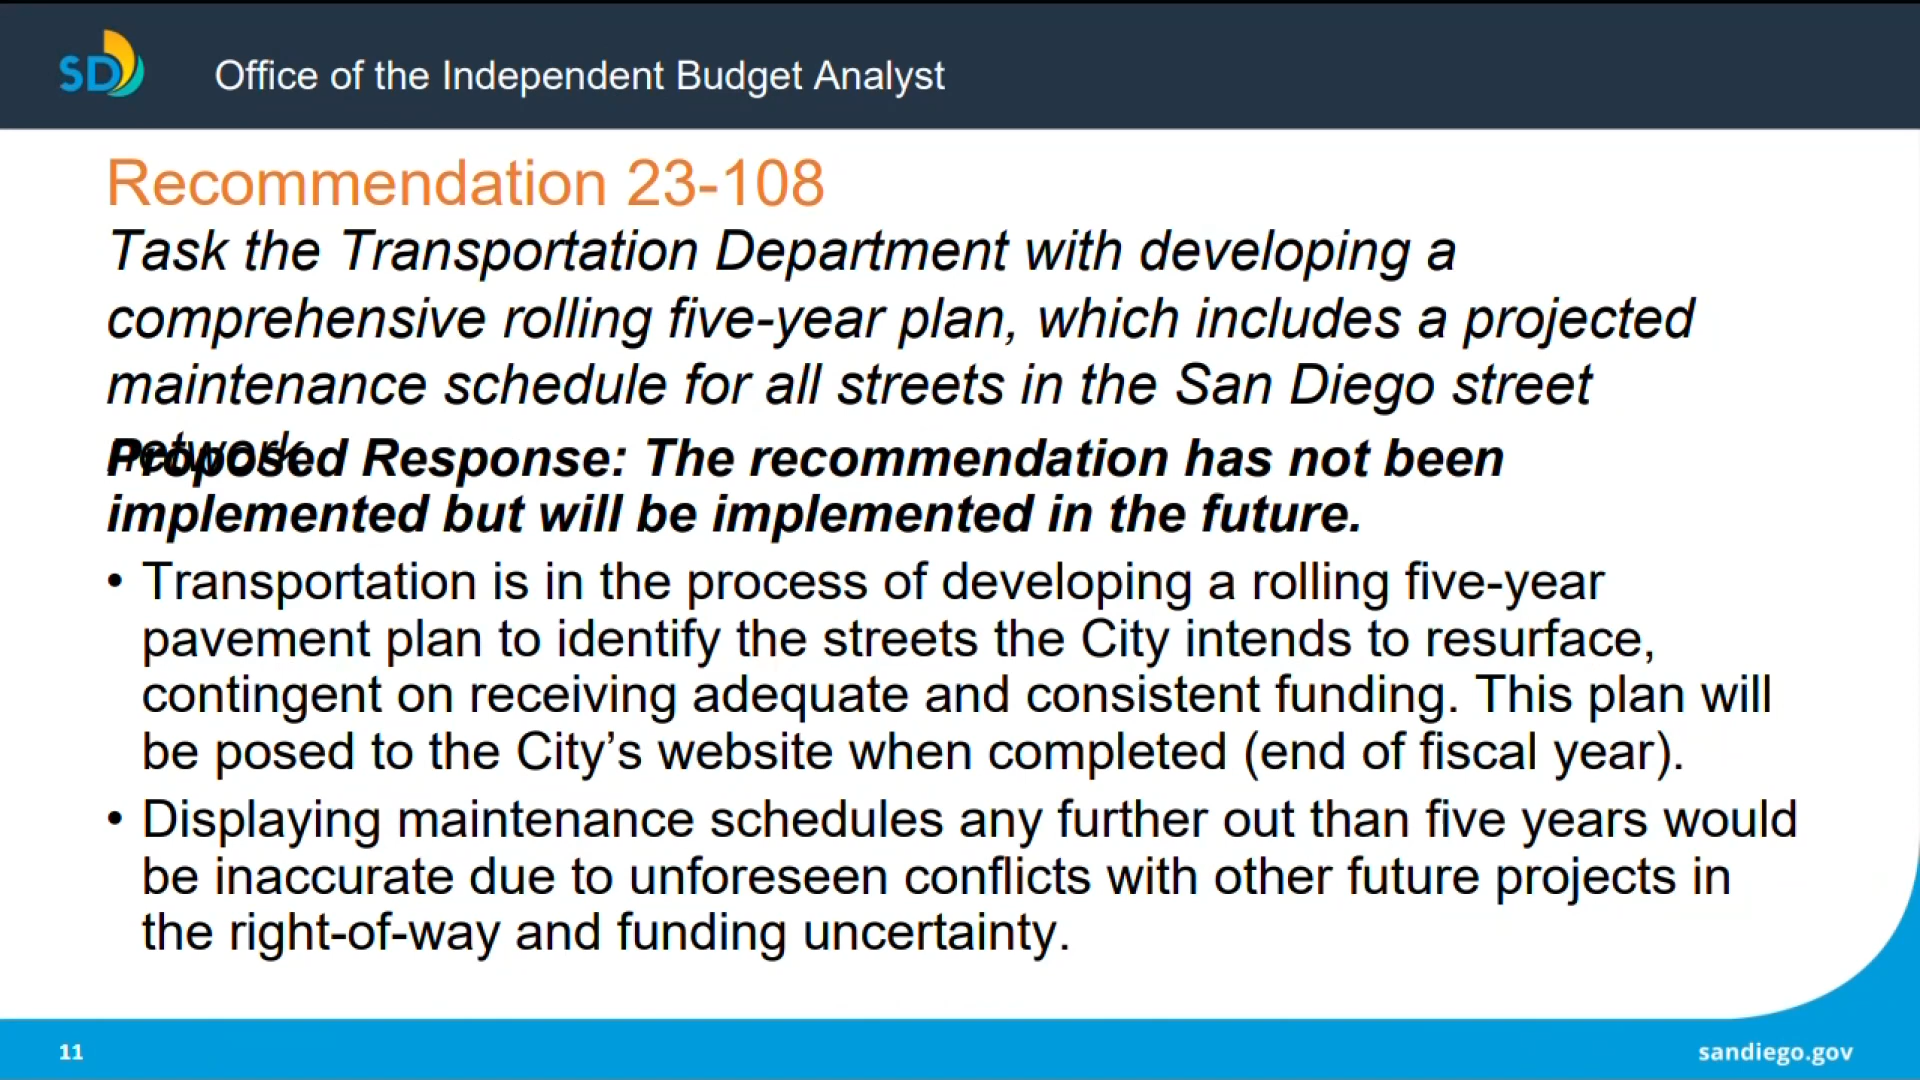 SD
Office of the Independent Budget Analyst
Recommendation 23-108
Task the Transportation Department with developing a
comprehensive rolling five-year plan, which includes a projected
maintenance schedule for all streets in the San Diego street
network.
Proposed Response: The recommendation has not been
implemented but will be implemented in the future.
• Transportation is in the process of developing a rolling five-year
pavement plan to identify the streets the City intends to resurface,
contingent on receiving adequate and consistent funding. This plan will
be posed to the City’s website when completed (end of fiscal year).
• Displaying maintenance schedules any further out than five years would
be inaccurate due to unforeseen conflicts with other future projects in
the right-of-way and funding uncertainty.
11
sandiego.gov